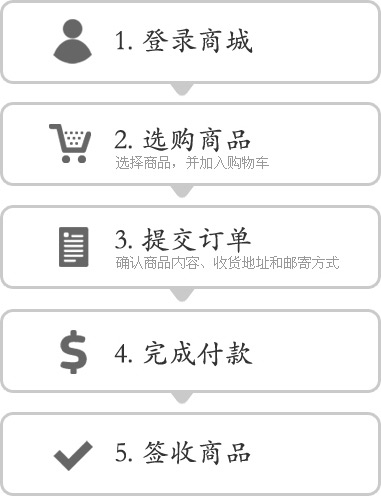 1. 登录商城
2. 选购商品
选择商品，并加入购物车
3. 提交订单
确认商品内容、收货地址和邮寄方式
4. 完成付款
5. 签收商品